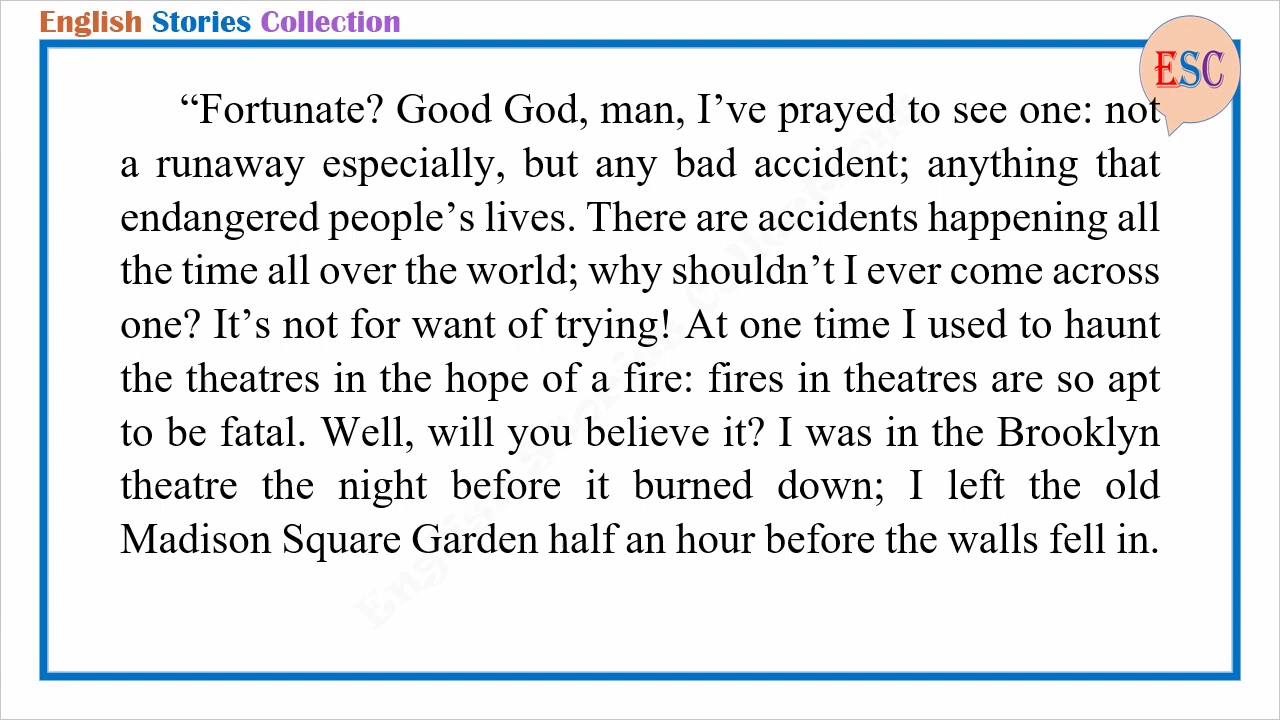 English Stories Collection
ESC
“Fortunate? Good God, man, I’ve prayed to see one: not
a runaway especially, but any bad accident; anything that
endangered people’s lives. There are accidents happening all
the time all over the world; why shouldn’t I ever come across
one? It’s not for want of trying! At one time I used to haunt
the theatres in the hope of a fire: fires in theatres are so apt
to be fatal. Well, will you believe it? I was in the Brooklyn
theatre the night before it burned down; I left the old
Madison Square Garden half an hour before the walls fell in.
English Stories Collection